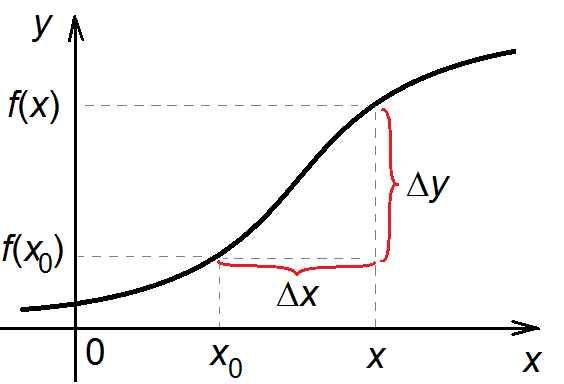 y
f(x)
Δy
f(x₀)
Δx
0
x₀
x
x